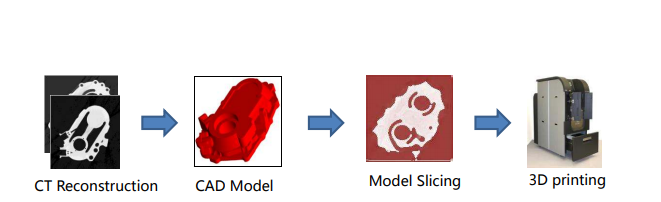 CT Reconstruction
CAD Model
Model Slicing
3D printing